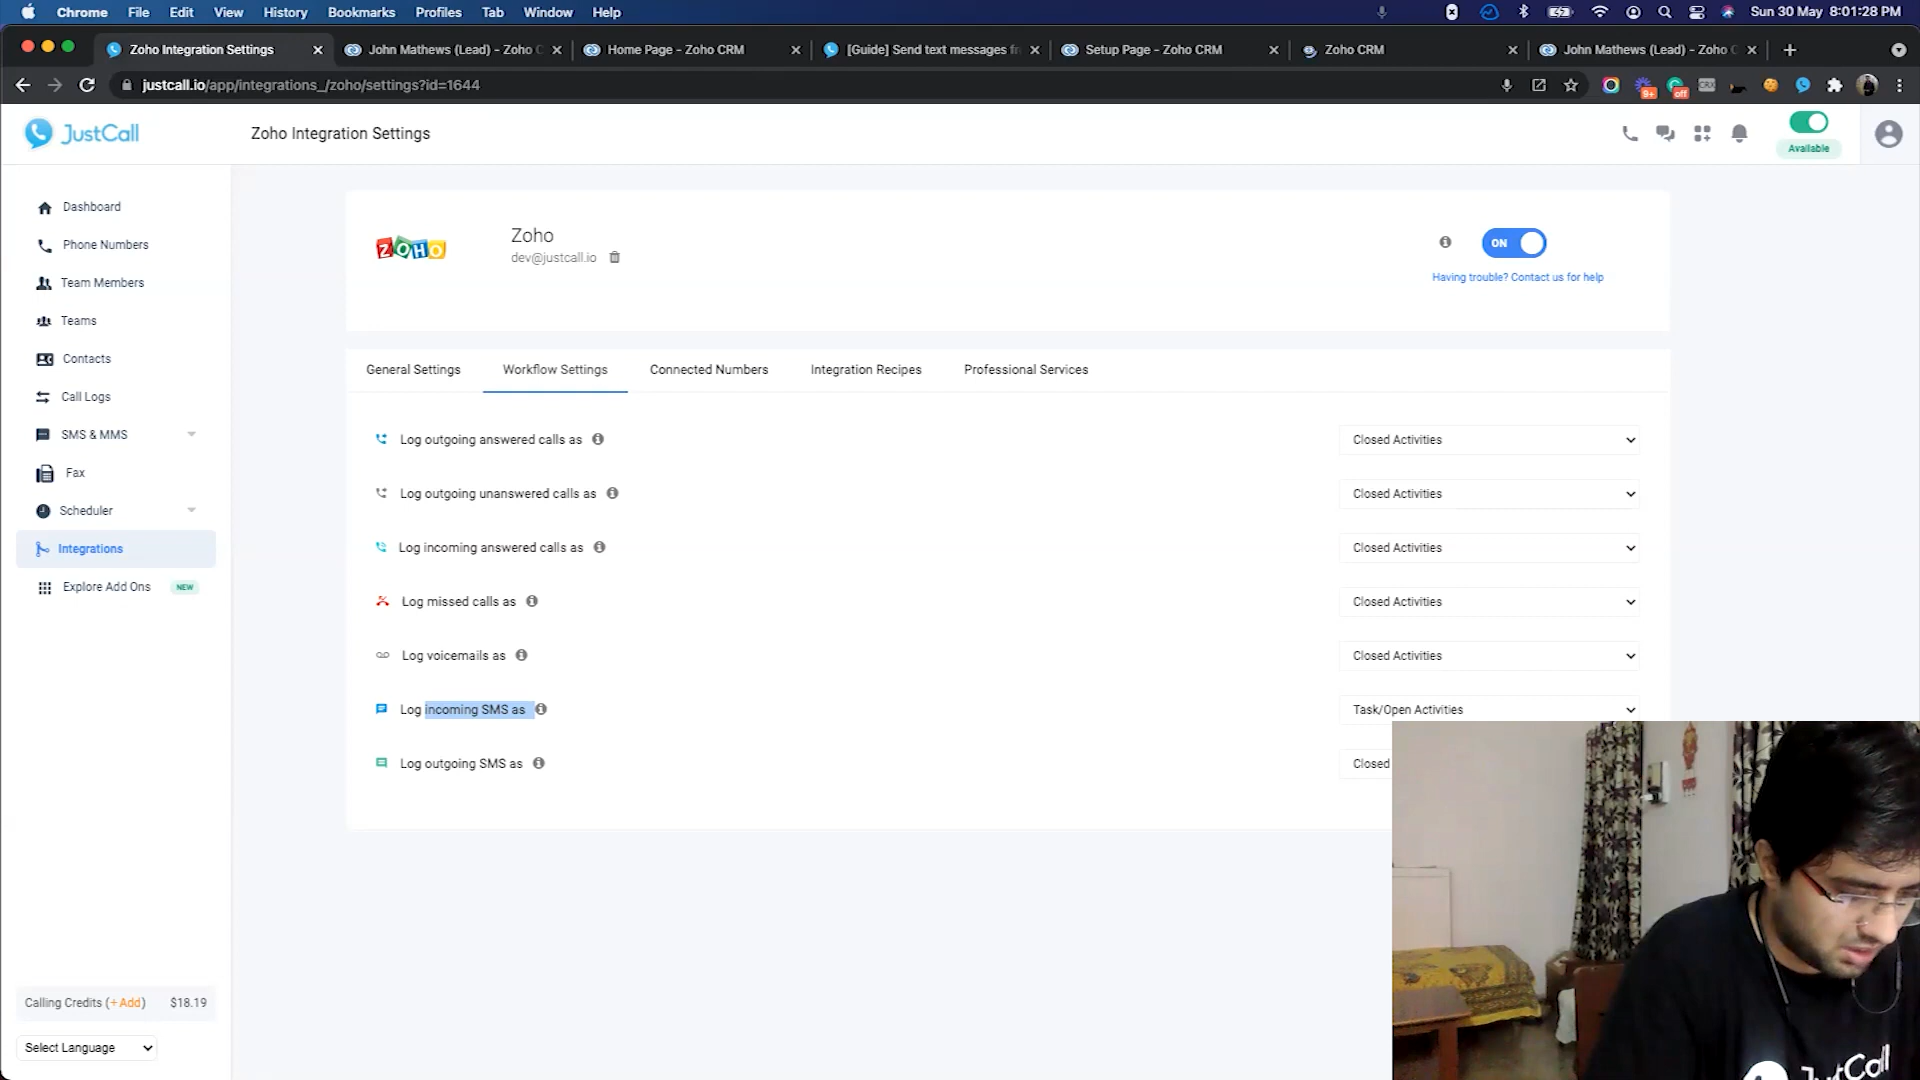 Chrome File Edit View History Bookmarks Profiles Tab Window Help Sun 30 May 8:01:28 PM
Zoho Integration Settings John Mathews (Lead) - Zoho C Home Page - Zoho CRM [Guide] Send text messages fr Setup Page - Zoho CRM Zoho CRM John Mathews (Lead) - Zoho C
justcall.io/app/integrations_/zoho/settings?id=1644 9+ off
JustCall Zoho Integration Settings Available
Dashboard
Phone Numbers
Team Members
Teams
Contacts
Call Logs
SMS & MMS
Fax
Scheduler
Integrations
Explore Add Ons NEW
Calling Credits (+Add) $18.19
Select Language
ZOHO
Zoho
dev@justcall.io
ON
Having trouble? Contact us for help
General Settings Workflow Settings Connected Numbers Integration Recipes Professional Services
Log outgoing answered calls as Closed Activities
Log outgoing unanswered calls as Closed Activities
Log incoming answered calls as Closed Activities
Log missed calls as Closed Activities
Log voicemails as Closed Activities
Log incoming SMS as Task/Open Activities
Log outgoing SMS as Closed
JustCall